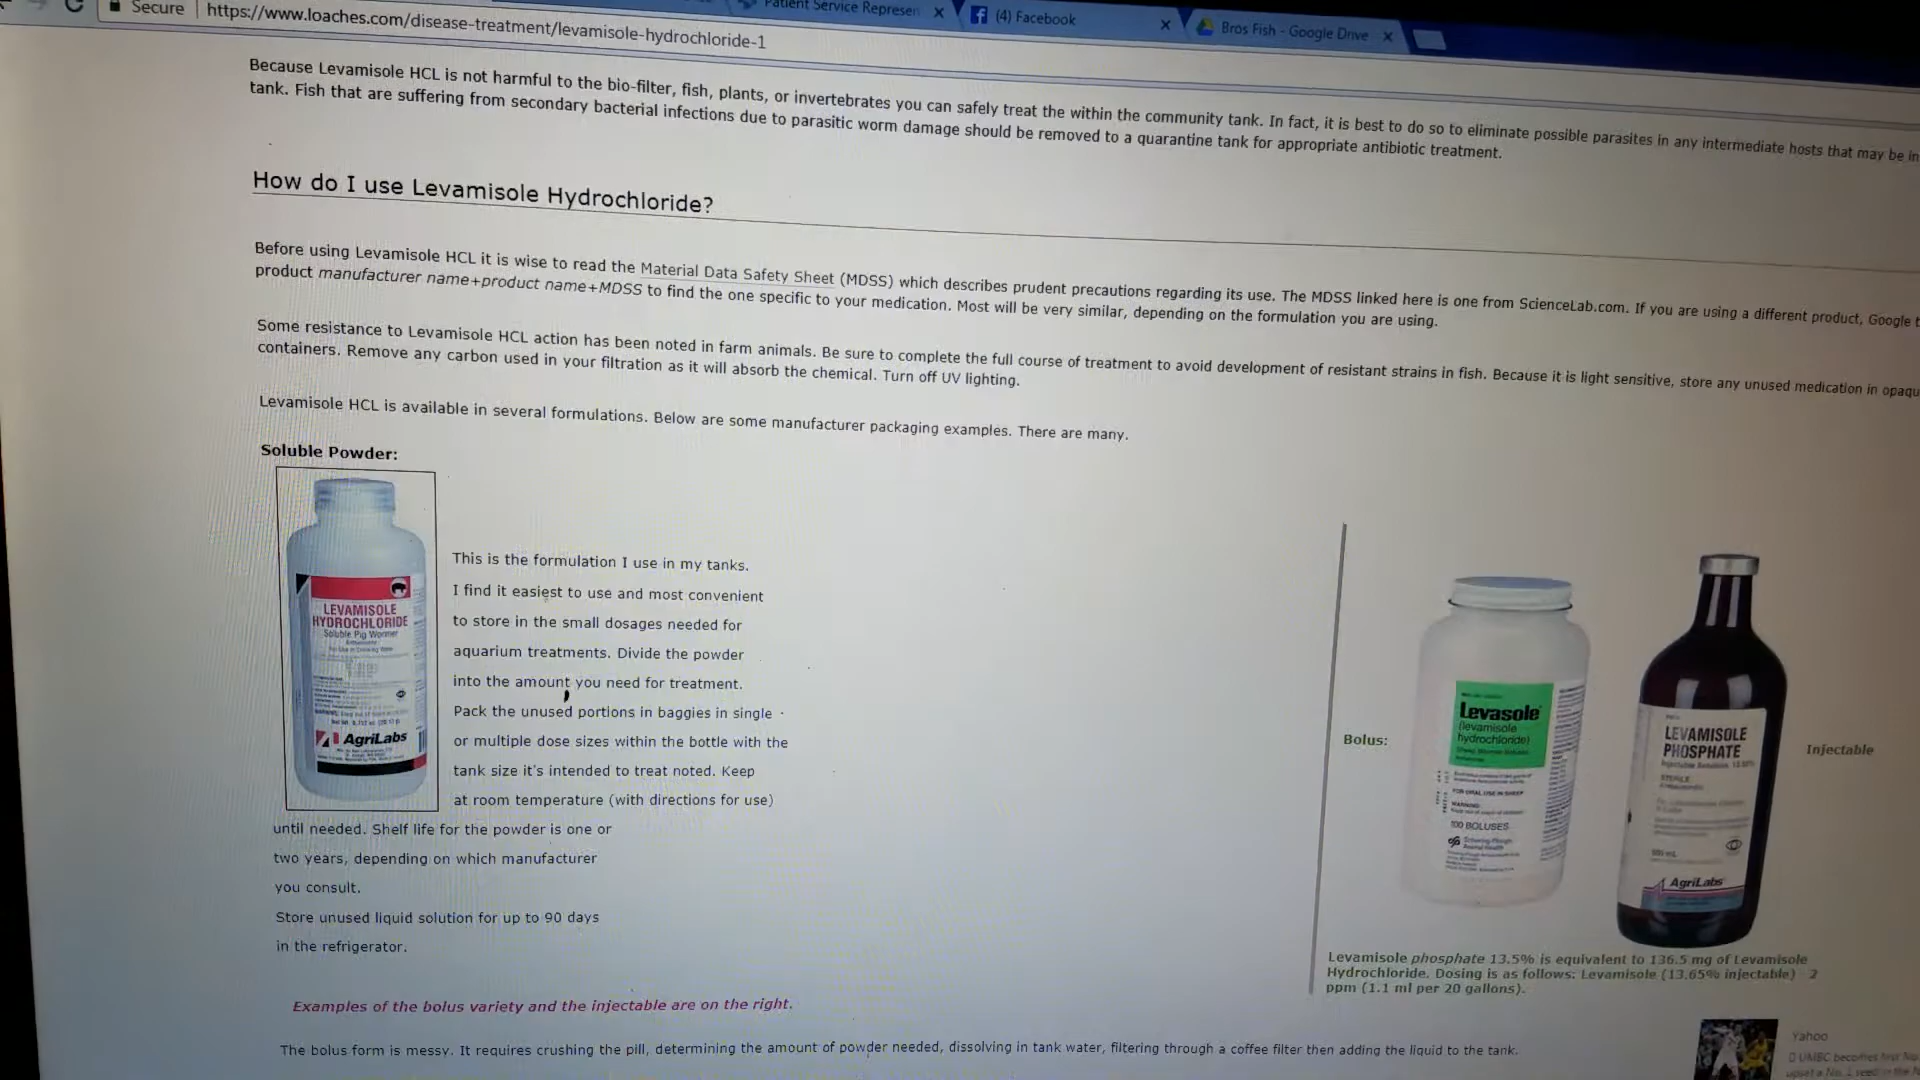 Secure https://www.loaches.com/disease-treatment/levamisole-hydrochloride-1
Patient Service Represen
(4) Facebook
Bros Fish - Google Drive
Because Levamisole HCL is not harmful to the bio-filter, fish, plants, or invertebrates you can safely treat the within the community tank. In fact, it is best to do so to eliminate possible parasites in any intermediate hosts that may be in
tank. Fish that are suffering from secondary bacterial infections due to parasitic worm damage should be removed to a quarantine tank for appropriate antibiotic treatment.
How do I use Levamisole Hydrochloride?
Before using Levamisole HCL it is wise to read the Material Data Safety Sheet (MDSS) which describes prudent precautions regarding its use. The MDSS linked here is one from ScienceLab.com. If you are using a different product, Google t
product manufacturer name+product name+MDSS to find the one specific to your medication. Most will be very similar, depending on the formulation you are using.
Some resistance to Levamisole HCL action has been noted in farm animals. Be sure to complete the full course of treatment to avoid development of resistant strains in fish. Because it is light sensitive, store any unused medication in opaqu
containers. Remove any carbon used in your filtration as it will absorb the chemical. Turn off UV lighting.
Levamisole HCL is available in several formulations. Below are some manufacturer packaging examples. There are many.
Soluble Powder:
LEVAMISOLE
HYDROCHLORIDE
Soluble Pig Wormer
AgriLabs
This is the formulation I use in my tanks.
I find it easiest to use and most convenient
to store in the small dosages needed for
aquarium treatments. Divide the powder
into the amount you need for treatment.
Pack the unused portions in baggies in single
or multiple dose sizes within the bottle with the
tank size it's intended to treat noted. Keep
at room temperature (with directions for use)
until needed. Shelf life for the powder is one or
two years, depending on which manufacturer
you consult.
Store unused liquid solution for up to 90 days
in the refrigerator.
Bolus:
Levasole
(levamisole
hydrochloride)
FOR ORAL USE IN SHEEP
WARNING:
100 BOLUSES
Schering-Plough
Animal Health
LEVAMISOLE
PHOSPHATE
STERILE
AgriLabs
Injectable
Levamisole phosphate 13.5% is equivalent to 136.5 mg of Levamisole
Hydrochloride. Dosing is as follows: Levamisole (13.65% injectable) - 2
ppm (1.1 ml per 20 gallons).
Examples of the bolus variety and the injectable are on the right.
The bolus form is messy. It requires crushing the pill, determining the amount of powder needed, dissolving in tank water, filtering through a coffee filter then adding the liquid to the tank.
Yahoo
UMBC becomes first No.